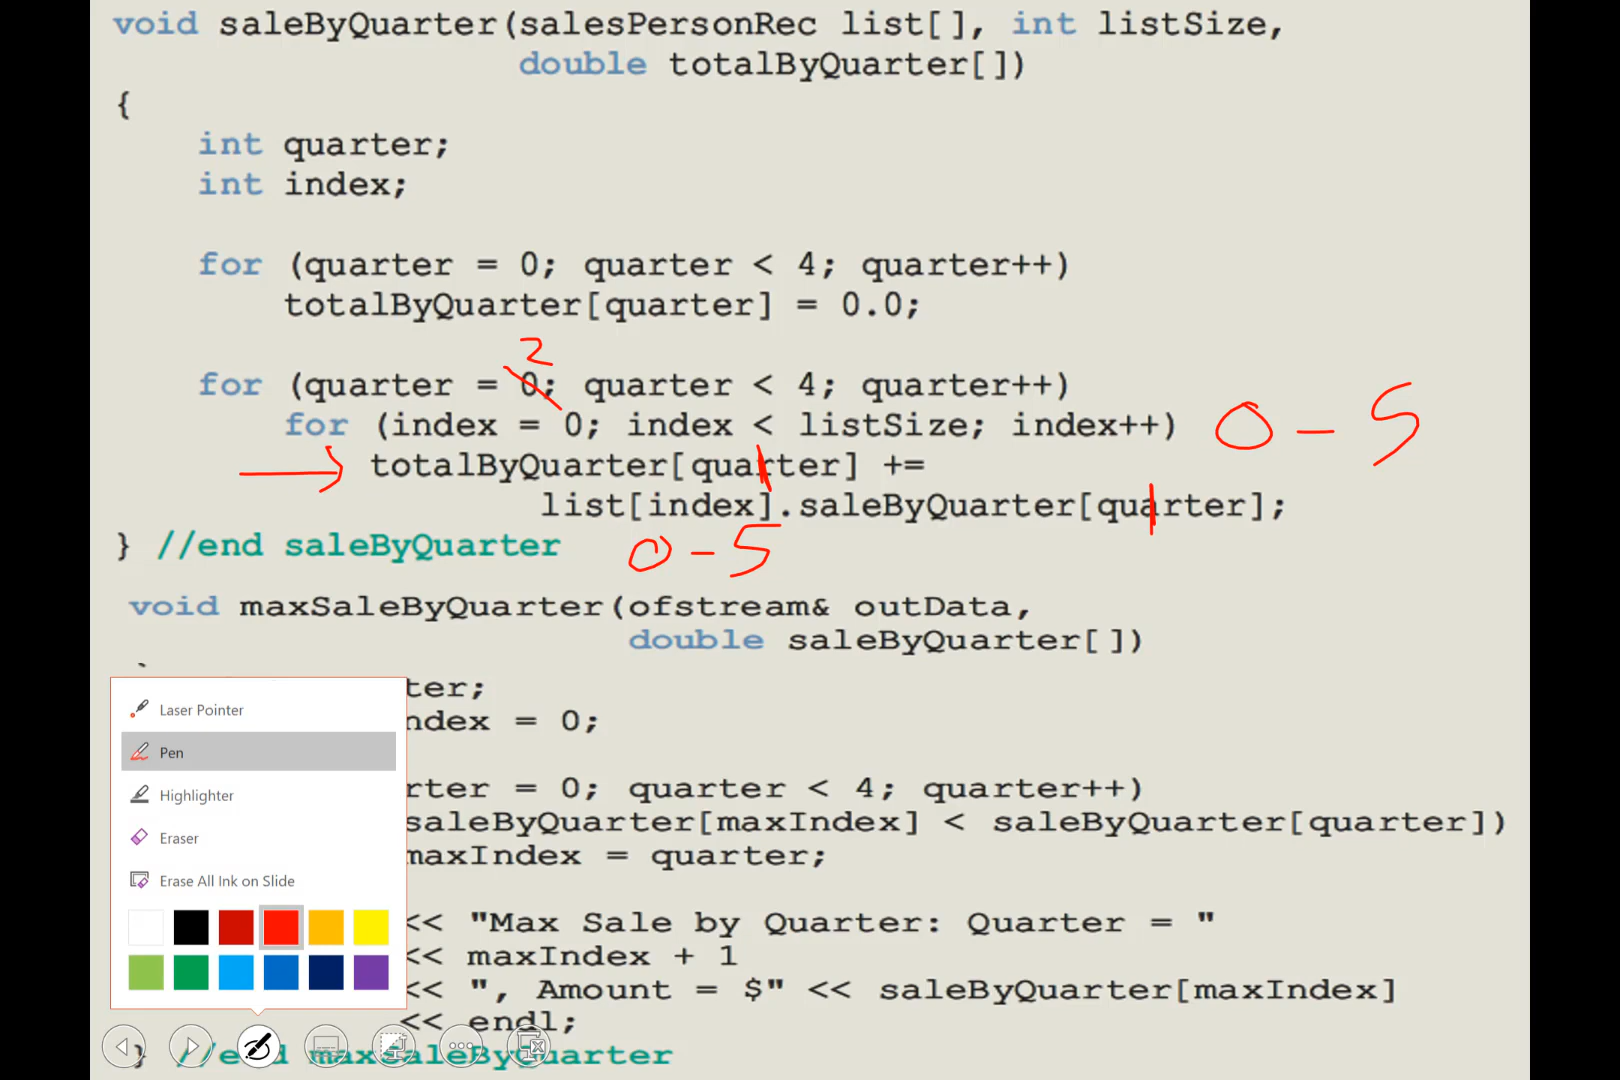 void saleByQuarter(salesPersonRec list[], int listSize,
double totalByQuarter[])
{
int quarter;
int index;
for (quarter = 0; quarter < 4; quarter++)
totalByQuarter[quarter] = 0.0;
2
for (quarter = 0; quarter < 4; quarter++)
for (index = 0; index < listSize; index++) 0 - 5
totalByQuarter[quarter] +=
list[index].saleByQuarter[quarter];
} //end saleByQuarter 0 - 5
void maxSaleByQuarter(ofstream& outData,
double saleByQuarter[])
ter;
ndex = 0;
rter = 0; quarter < 4; quarter++)
saleByQuarter[maxIndex] < saleByQuarter[quarter])
maxIndex = quarter;
<< "Max Sale by Quarter: Quarter = "
<< maxIndex + 1
<< ", Amount = $" << saleByQuarter[maxIndex]
<< endl;
} //end maxSaleByQuarter
Laser Pointer
Pen
Highlighter
Eraser
Erase All Ink on Slide